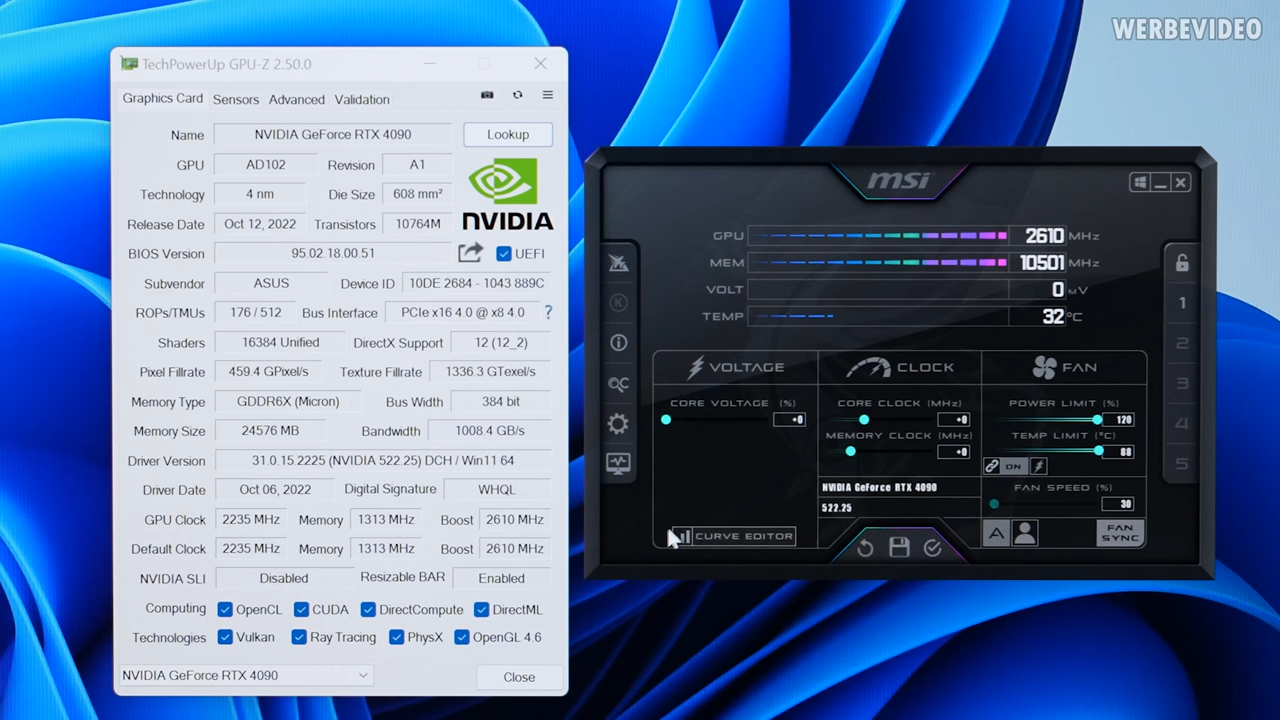 WERBEVIDEO
TechPowerUp GPU-Z 2.50.0
Graphics Card Sensors Advanced Validation
Name NVIDIA GeForce RTX 4090 Lookup
GPU AD102 Revision A1
Technology 4 nm Die Size 608 mm²
Release Date Oct 12, 2022 Transistors 10764M
NVIDIA
BIOS Version 95.02.18.00.51 UEFI
Subvendor ASUS Device ID 10DE 2684 - 1043 889C
ROPs/TMUs 176 / 512 Bus Interface PCIe x16 4.0 @ x8 4.0 ?
Shaders 16384 Unified DirectX Support 12 (12_2)
Pixel Fillrate 459.4 GPixel/s Texture Fillrate 1336.3 GTexel/s
Memory Type GDDR6X (Micron) Bus Width 384 bit
Memory Size 24576 MB Bandwidth 1008.4 GB/s
Driver Version 31.0.15.2225 (NVIDIA 522.25) DCH / Win11 64
Driver Date Oct 06, 2022 Digital Signature WHQL
GPU Clock 2235 MHz Memory 1313 MHz Boost 2610 MHz
Default Clock 2235 MHz Memory 1313 MHz Boost 2610 MHz
NVIDIA SLI Disabled Resizable BAR Enabled
Computing OpenCL CUDA DirectCompute DirectML
Technologies Vulkan Ray Tracing PhysX OpenGL 4.6
NVIDIA GeForce RTX 4090 Close
msi
GPU 2610 MHz
MEM 10501 MHz
VOLT 0 mV
TEMP 32 °C
K
OC
1
2
3
4
5
VOLTAGE CLOCK FAN
CORE VOLTAGE (%) CORE CLOCK (MHz) POWER LIMIT (%)
+0 +0 120
MEMORY CLOCK (MHz) TEMP LIMIT (°C)
+0 88
ON
NVIDIA GeForce RTX 4090 FAN SPEED (%)
522.25 30
CURVE EDITOR A FAN SYNC